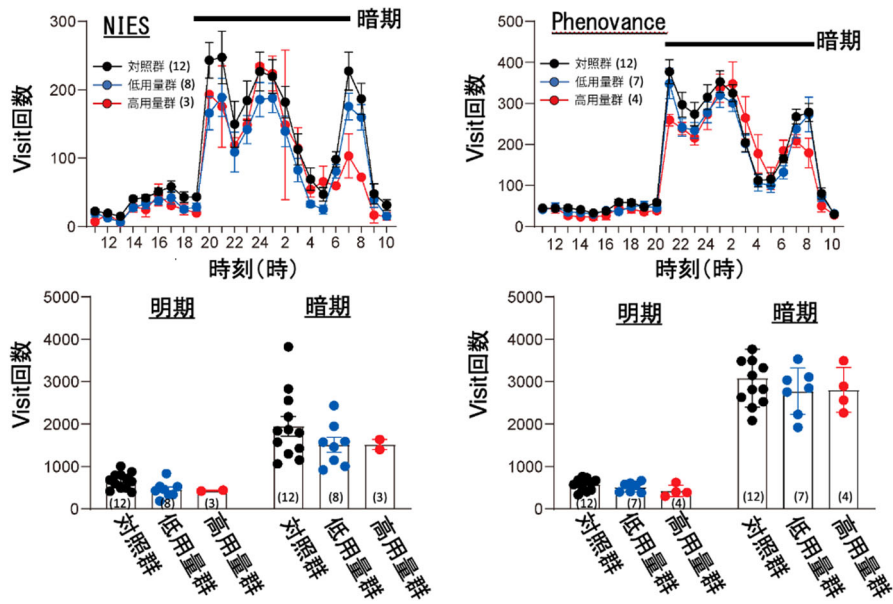 NIES
暗期
対照群 (12)
低用量群 (8)
高用量群 (3)
Visit回数
300
200
100
0
12 14 16 18 20 22 24 2 4 6 8 10
時刻(時)
Phenovance
暗期
対照群 (12)
低用量群 (7)
高用量群 (4)
Visit回数
500
400
300
200
100
0
12 14 16 18 20 22 24 2 4 6 8 10
時刻(時)
明期
暗期
Visit回数
5000
4000
3000
2000
1000
0
(12) (8) (3) (12) (8) (3)
対照群 低用量群 高用量群 対照群 低用量群 高用量群
明期
暗期
Visit回数
5000
4000
3000
2000
1000
0
(12) (7) (4) (12) (7) (4)
対照群 低用量群 高用量群 対照群 低用量群 高用量群